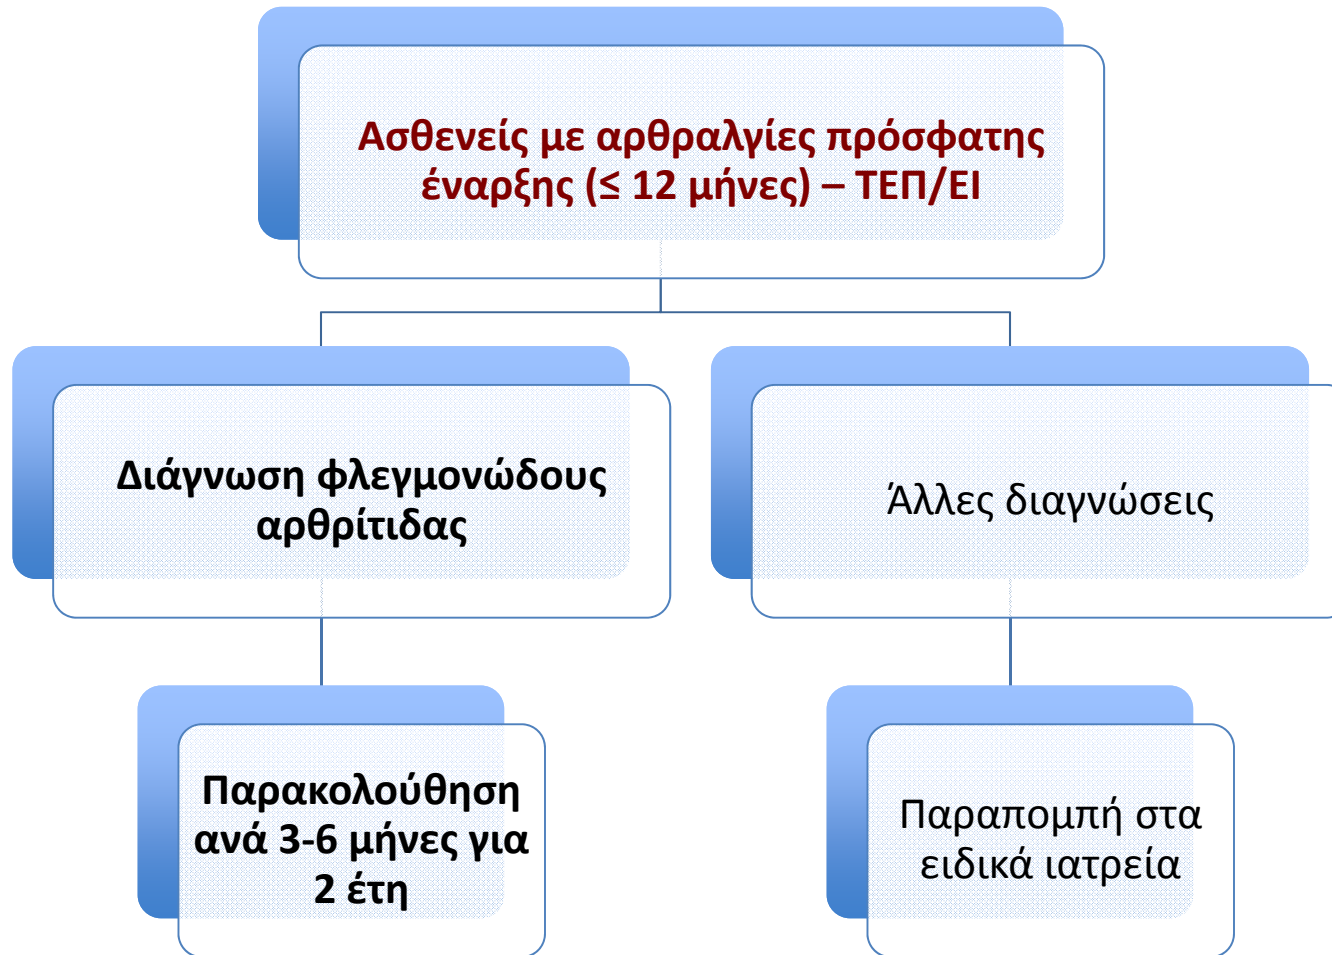 Ασθενείς με αρθραλγίες πρόσφατης
έναρξης (≤ 12 μήνες) – ΤΕΠ/ΕΙ
Διάγνωση φλεγμονώδους
αρθρίτιδας
Άλλες διαγνώσεις
Παρακολούθηση
ανά 3-6 μήνες για
2 έτη
Παραπομπή στα
ειδικά ιατρεία